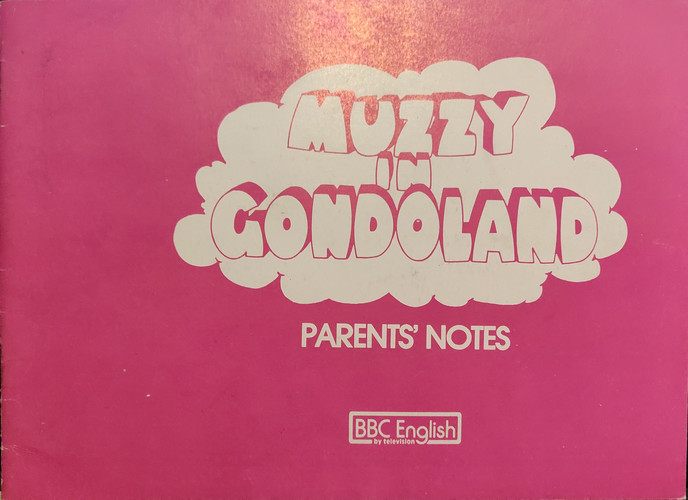 MUZZY
IN
GONDOLAND
PARENTS' NOTES
BBC English
by television